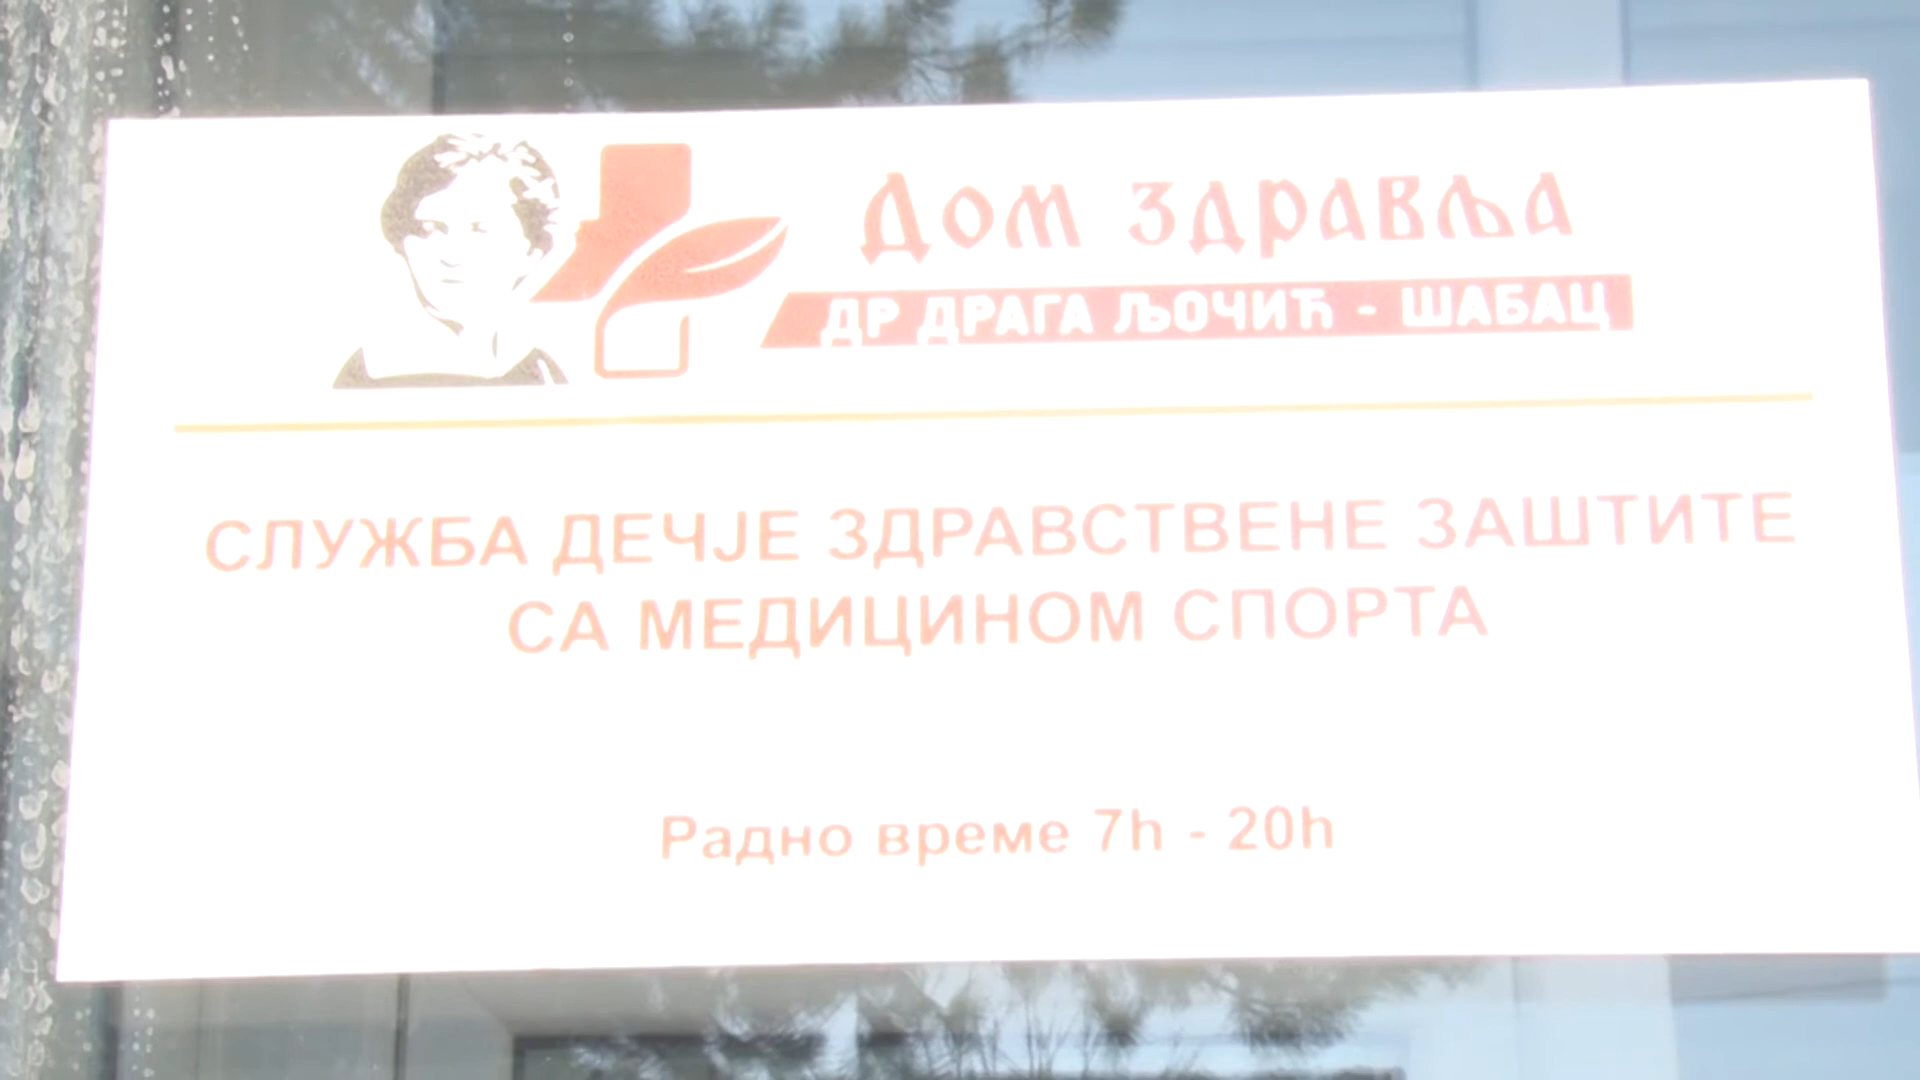 Дом здравља
ДР ДРАГА ЉОЧИЋ - ШАБАЦ
СЛУЖБА ДЕЧЈЕ ЗДРАВСТВЕНЕ ЗАШТИТЕ
СА МЕДИЦИНОМ СПОРТА
Радно време 7h - 20h